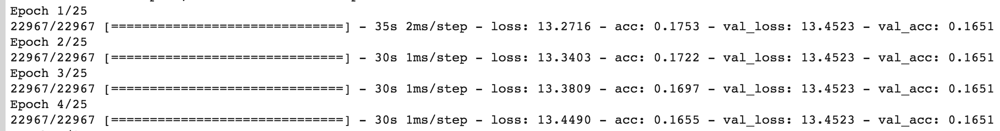 Epoch 1/25
22967/22967 [==============================] - 35s 2ms/step - loss: 13.2716 - acc: 0.1753 - val_loss: 13.4523 - val_acc: 0.1651
Epoch 2/25
22967/22967 [==============================] - 30s 1ms/step - loss: 13.3403 - acc: 0.1722 - val_loss: 13.4523 - val_acc: 0.1651
Epoch 3/25
22967/22967 [==============================] - 30s 1ms/step - loss: 13.3809 - acc: 0.1697 - val_loss: 13.4523 - val_acc: 0.1651
Epoch 4/25
22967/22967 [==============================] - 30s 1ms/step - loss: 13.4490 - acc: 0.1655 - val_loss: 13.4523 - val_acc: 0.1651